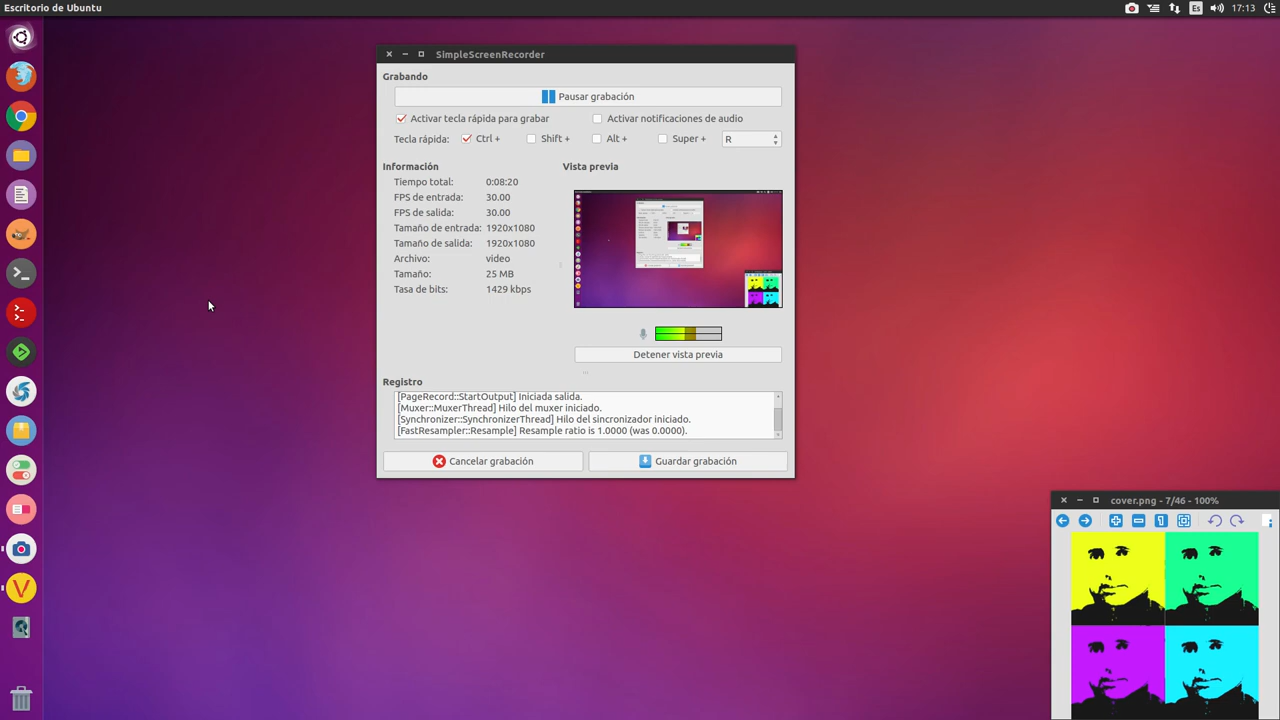 Escritorio de Ubuntu
Es
17:13
SimpleScreenRecorder
Grabando
Pausar grabación
Activar tecla rápida para grabar
Activar notificaciones de audio
Tecla rápida:
Ctrl +
Shift +
Alt +
Super +
R
Información
Tiempo total: 0:08:20
FPS de entrada: 30.00
FPS de salida: 30.00
Tamaño de entrada: 1920x1080
Tamaño de salida: 1920x1080
Archivo: video
Tamaño: 25 MB
Tasa de bits: 1429 kbps
Vista previa
Detener vista previa
Registro
[PageRecord::StartOutput] Iniciada salida.
[Muxer::MuxerThread] Hilo del muxer iniciado.
[Synchronizer::SynchronizerThread] Hilo del sincronizador iniciado.
[FastResampler::Resample] Resample ratio is 1.0000 (was 0.0000).
Cancelar grabación
Guardar grabación
cover.png - 7/46 - 100%